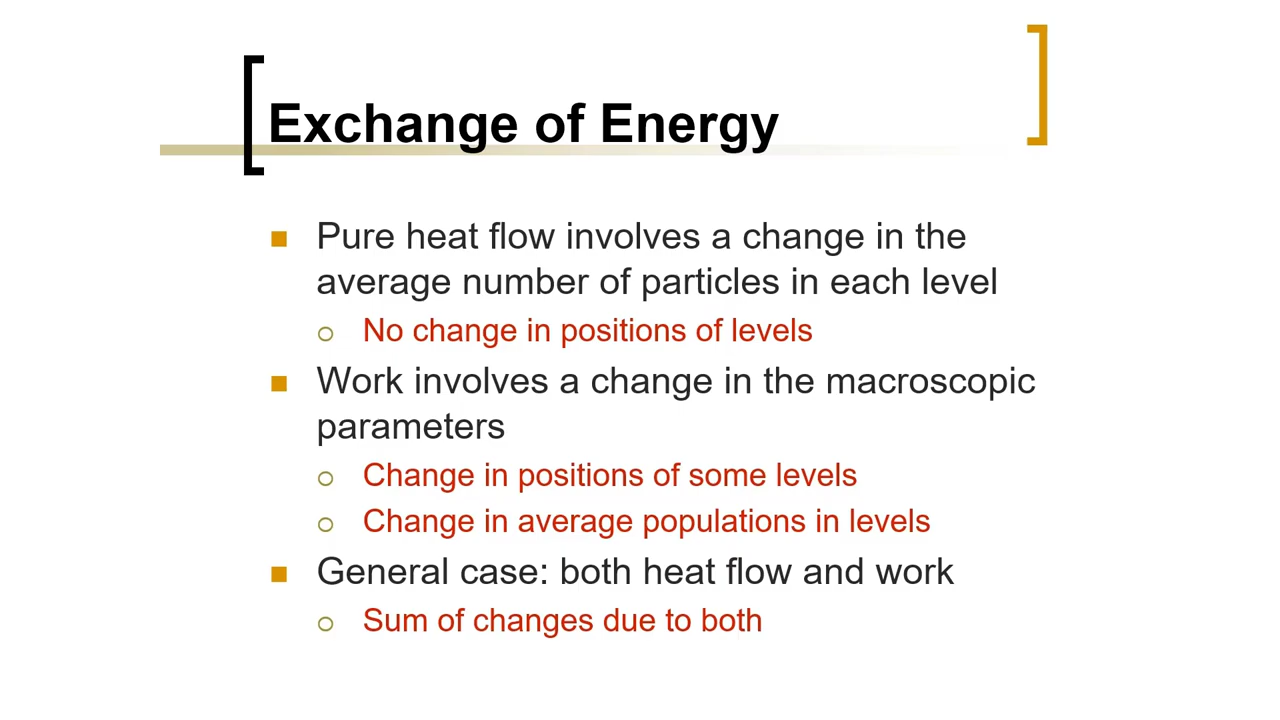 Exchange of Energy
Pure heat flow involves a change in the
average number of particles in each level
No change in positions of levels
Work involves a change in the macroscopic
parameters
Change in positions of some levels
Change in average populations in levels
General case: both heat flow and work
Sum of changes due to both